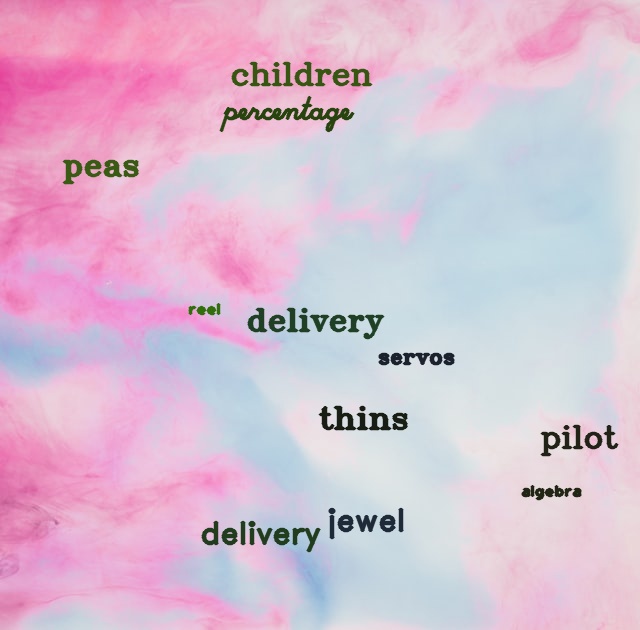 children
percentage
peas
reel
delivery
servos
thins
pilot
algebra
jewel
delivery